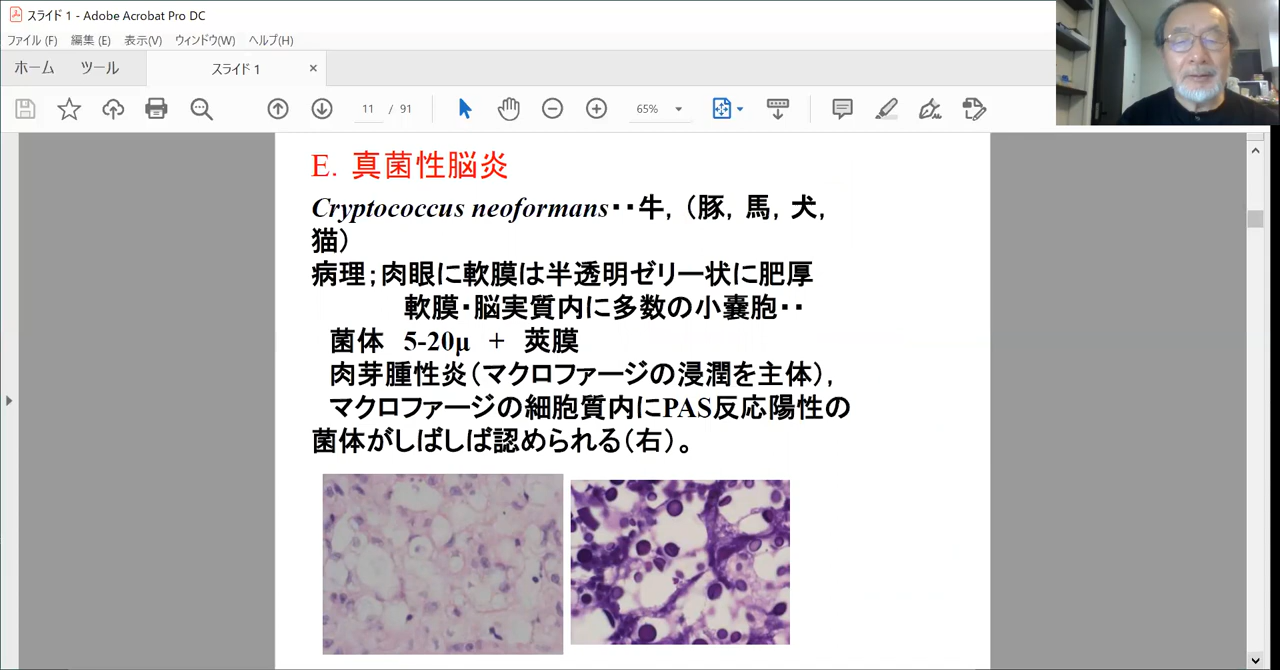 スライド 1 - Adobe Acrobat Pro DC
ファイル (F) 編集 (E) 表示(V) ウィンドウ(W) ヘルプ(H)
ホーム ツール スライド 1 ×
11 / 91 65%
E. 真菌性脳炎
Cryptococcus neoformans・・牛,（豚, 馬, 犬,
猫）
病理；肉眼に軟膜は半透明ゼリー状に肥厚
軟膜・脳実質内に多数の小嚢胞・・
菌体 5-20μ + 莢膜
肉芽腫性炎（マクロファージの浸潤を主体），
マクロファージの細胞質内にPAS反応陽性の
菌体がしばしば認められる（右）。